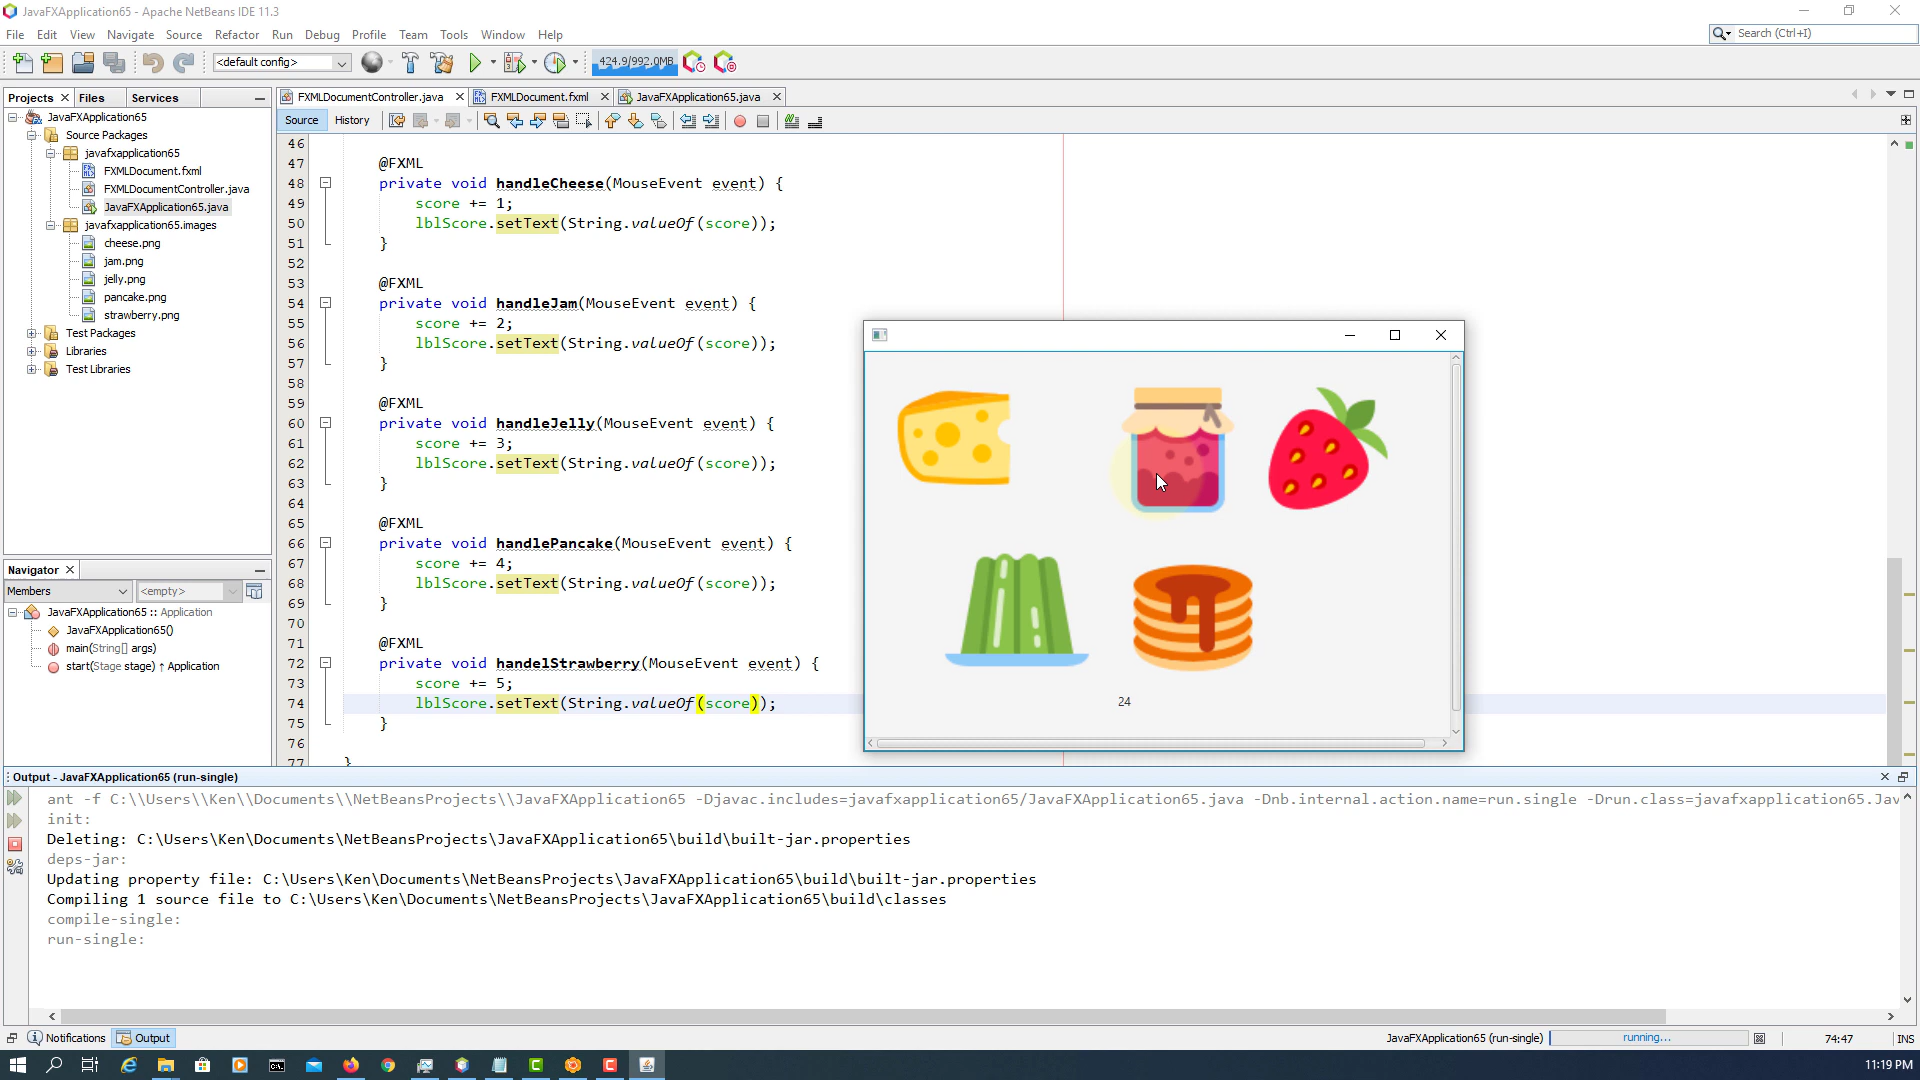 JavaFXApplication65 - Apache NetBeans IDE 11.3
File Edit View Navigate Source Refactor Run Debug Profile Team Tools Window Help
Search (Ctrl+I)
<default config>
424.9/992.0MB
Projects Files Services
FXMLDocumentController.java FXMLDocument.fxml JavaFXApplication65.java
Source History
JavaFXApplication65
Source Packages
javafxapplication65
FXMLDocument.fxml
FXMLDocumentController.java
JavaFXApplication65.java
javafxapplication65.images
cheese.png
jam.png
jelly.png
pancake.png
strawberry.png
Test Packages
Libraries
Test Libraries
Navigator
Members <empty>
JavaFXApplication65 :: Application
JavaFXApplication65()
main(String[] args)
start(Stage stage) ↑ Application
46
47 @FXML
48 private void handleCheese(MouseEvent event) {
49 score += 1;
50 lblScore.setText(String.valueOf(score));
51 }
52
53 @FXML
54 private void handleJam(MouseEvent event) {
55 score += 2;
56 lblScore.setText(String.valueOf(score));
57 }
58
59 @FXML
60 private void handleJelly(MouseEvent event) {
61 score += 3;
62 lblScore.setText(String.valueOf(score));
63 }
64
65 @FXML
66 private void handlePancake(MouseEvent event) {
67 score += 4;
68 lblScore.setText(String.valueOf(score));
69 }
70
71 @FXML
72 private void handelStrawberry(MouseEvent event) {
73 score += 5;
74 lblScore.setText(String.valueOf(score));
75 }
76
77 }
24
Output - JavaFXApplication65 (run-single)
ant -f C:\\Users\\Ken\\Documents\\NetBeansProjects\\JavaFXApplication65 -Djavac.includes=javafxapplication65/JavaFXApplication65.java -Dnb.internal.action.name=run.single -Drun.class=javafxapplication65.Jav
init:
Deleting: C:\Users\Ken\Documents\NetBeansProjects\JavaFXApplication65\build\built-jar.properties
deps-jar:
Updating property file: C:\Users\Ken\Documents\NetBeansProjects\JavaFXApplication65\build\built-jar.properties
Compiling 1 source file to C:\Users\Ken\Documents\NetBeansProjects\JavaFXApplication65\build\classes
compile-single:
run-single:
Notifications Output
JavaFXApplication65 (run-single) running... 74:47 INS
11:19 PM